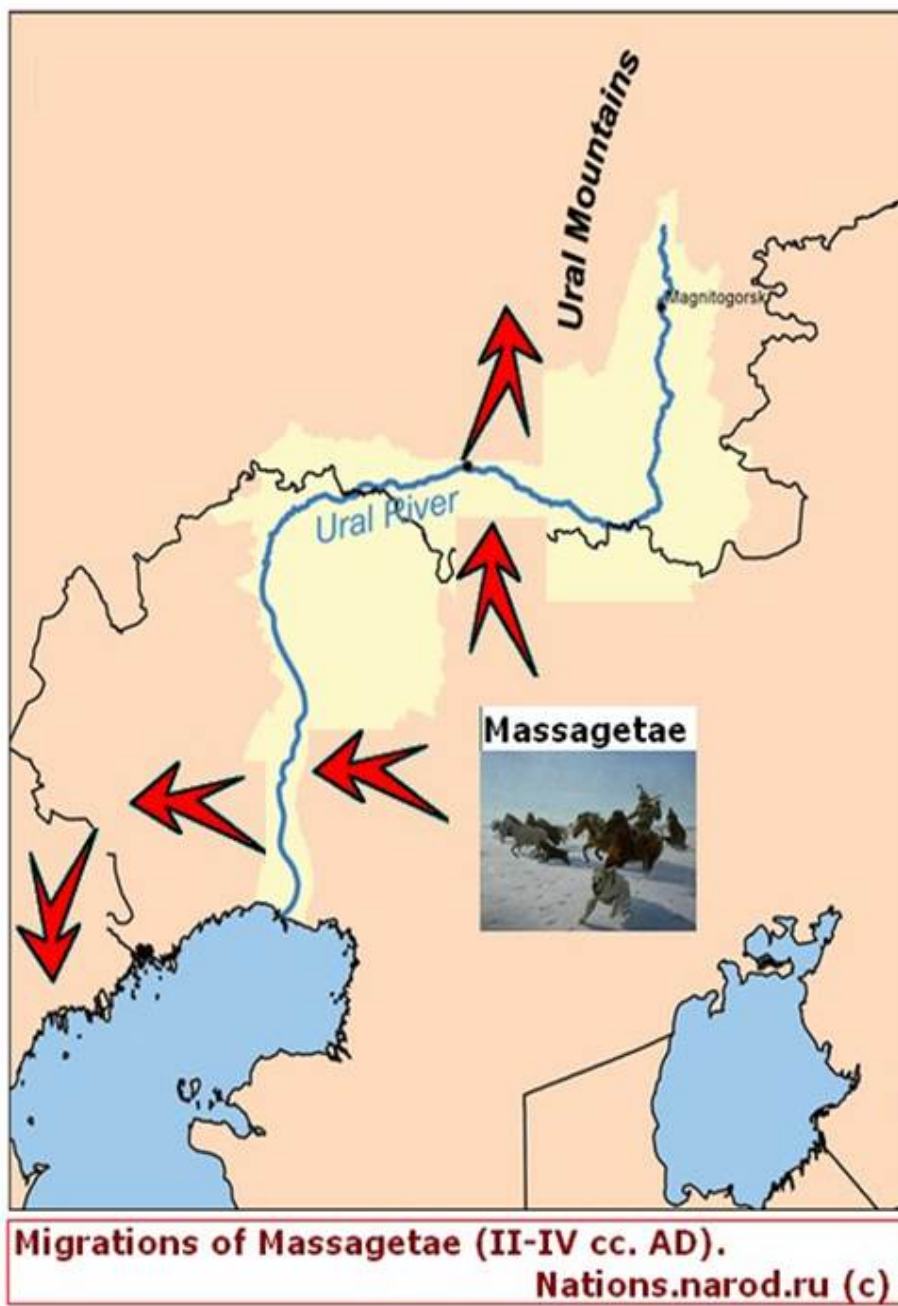 Ural Mountains
Magnitogorsk
Ural River
Massagetae
Migrations of Massagetae (II-IV cc. AD).
Nations.narod.ru (c)